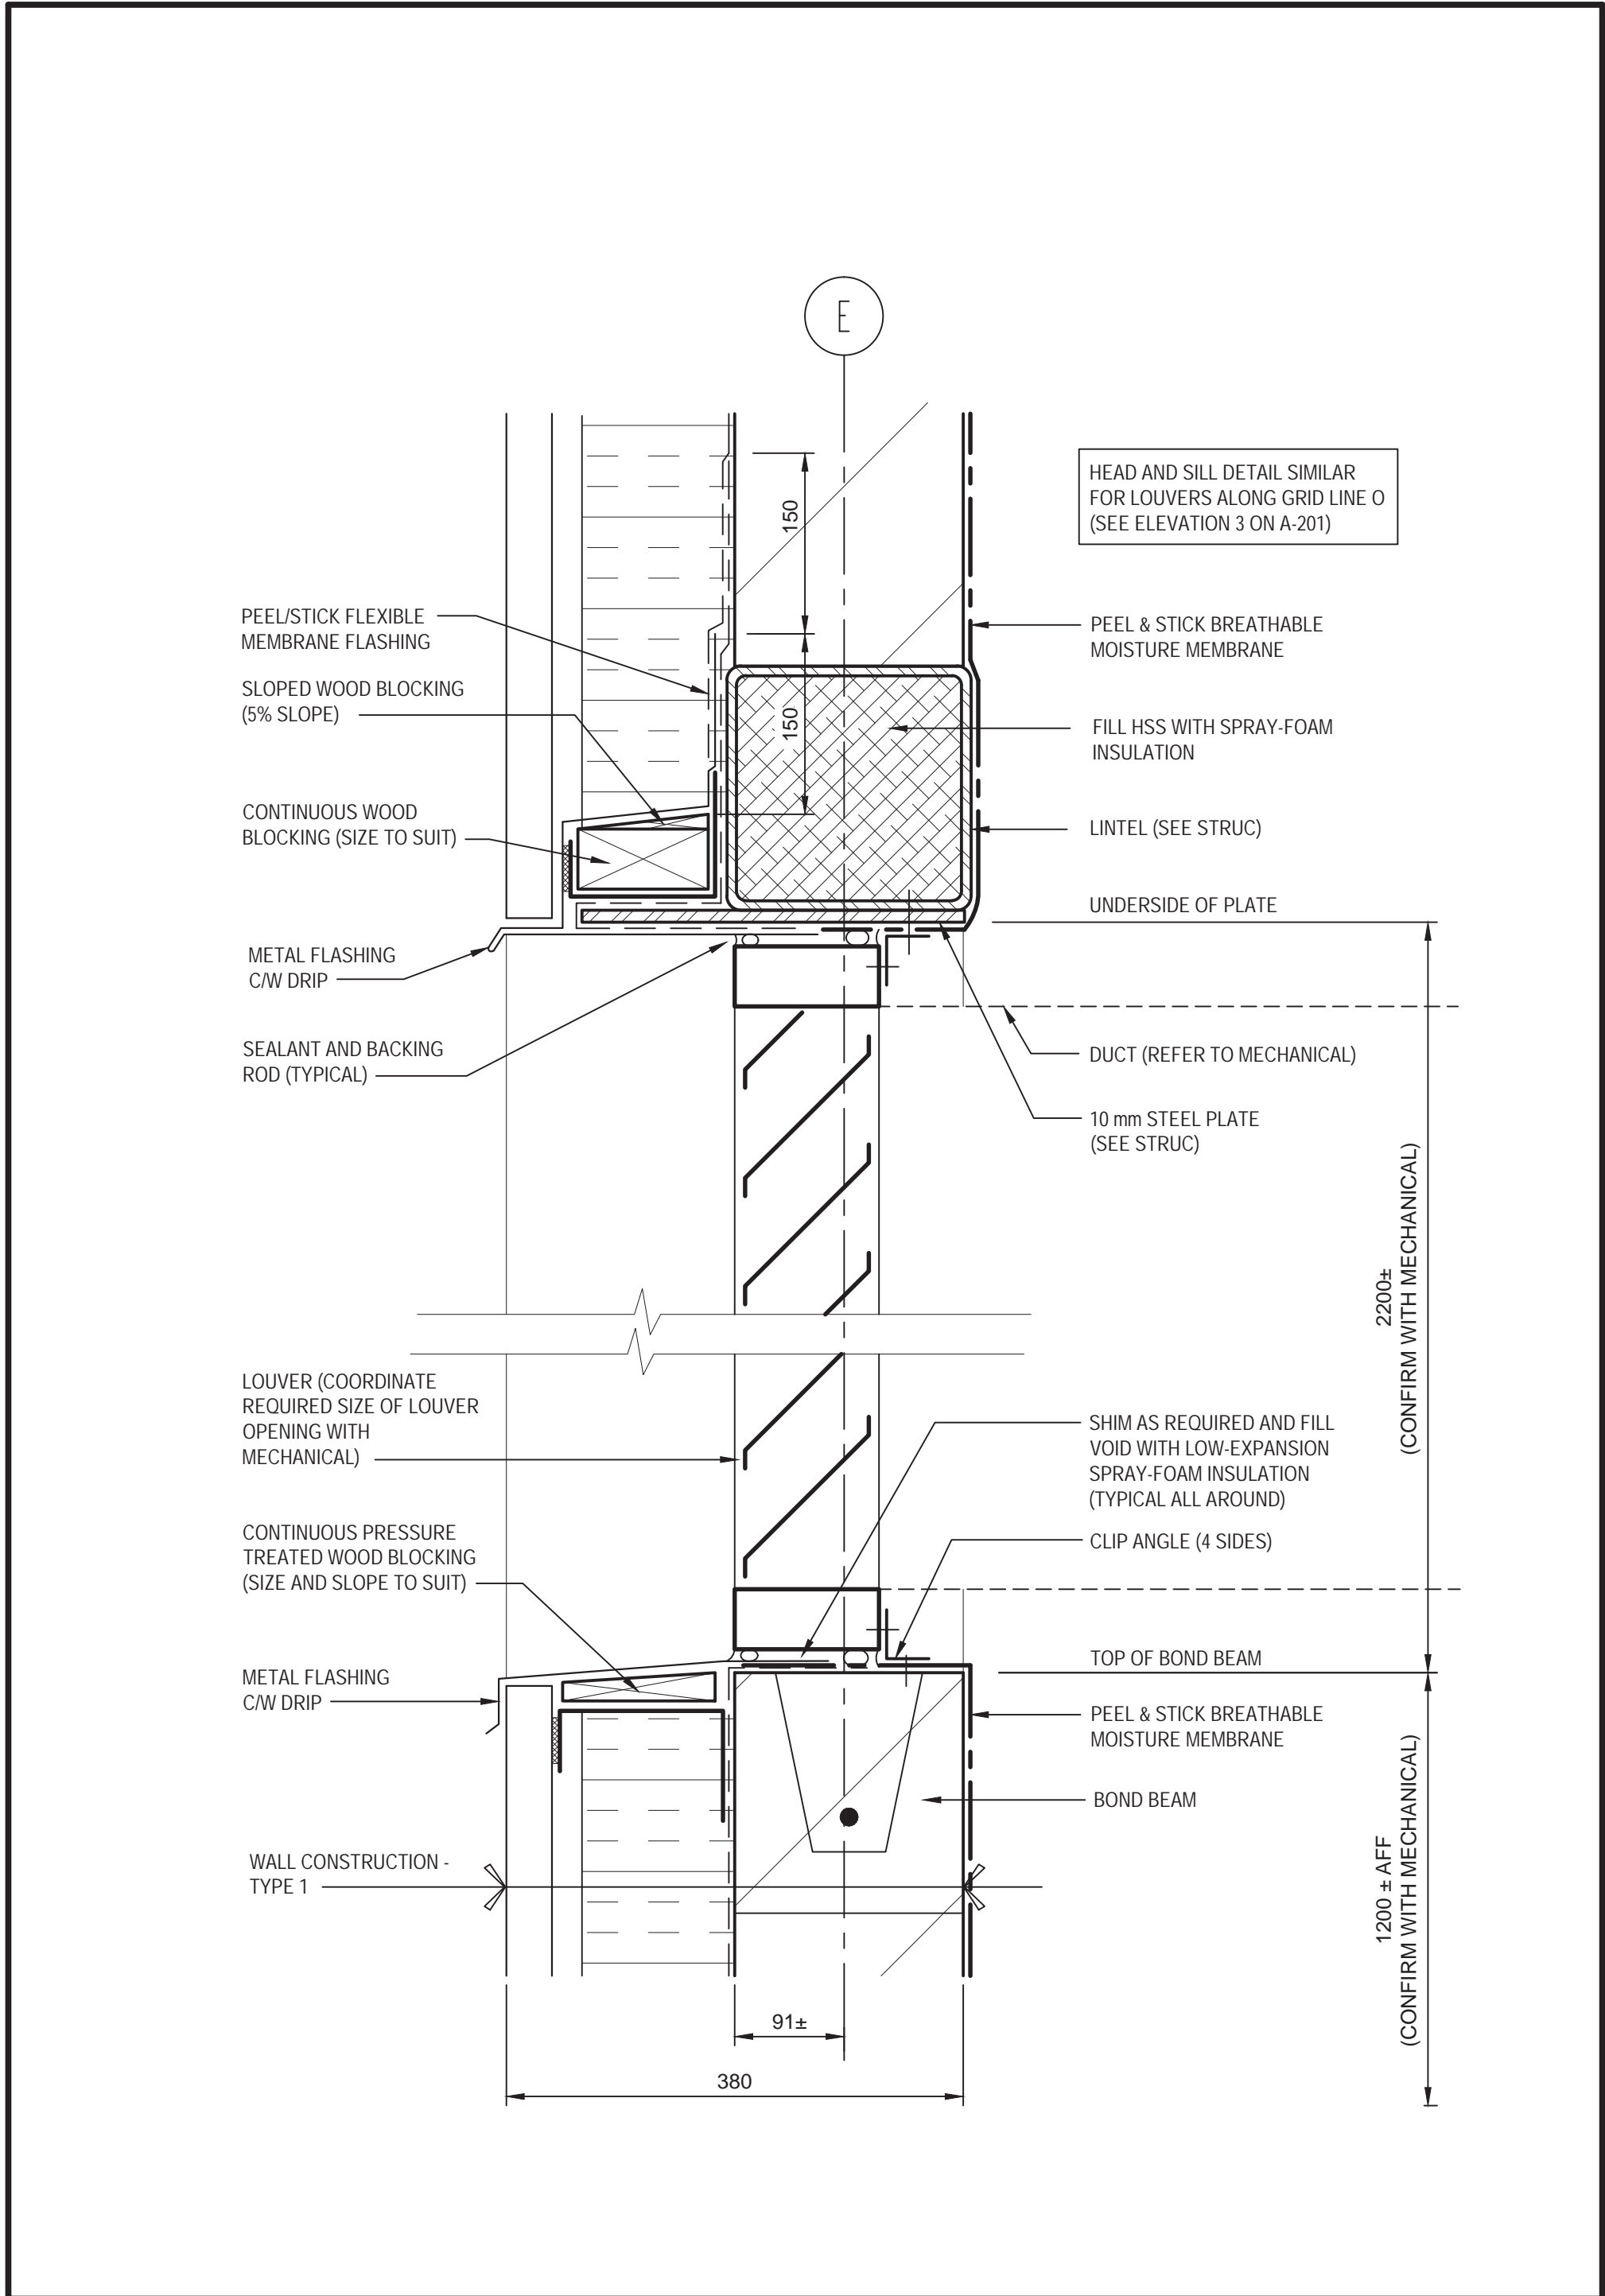 E
HEAD AND SILL DETAIL SIMILAR
FOR LOUVERS ALONG GRID LINE O
(SEE ELEVATION 3 ON A-201)
150
150
PEEL/STICK FLEXIBLE
MEMBRANE FLASHING
SLOPED WOOD BLOCKING
(5% SLOPE)
CONTINUOUS WOOD
BLOCKING (SIZE TO SUIT)
METAL FLASHING
C/W DRIP
SEALANT AND BACKING
ROD (TYPICAL)
PEEL & STICK BREATHABLE
MOISTURE MEMBRANE
FILL HSS WITH SPRAY-FOAM
INSULATION
LINTEL (SEE STRUC)
UNDERSIDE OF PLATE
DUCT (REFER TO MECHANICAL)
10 mm STEEL PLATE
(SEE STRUC)
2200±
(CONFIRM WITH MECHANICAL)
LOUVER (COORDINATE
REQUIRED SIZE OF LOUVER
OPENING WITH
MECHANICAL)
CONTINUOUS PRESSURE
TREATED WOOD BLOCKING
(SIZE AND SLOPE TO SUIT)
METAL FLASHING
C/W DRIP
WALL CONSTRUCTION -
TYPE 1
SHIM AS REQUIRED AND FILL
VOID WITH LOW-EXPANSION
SPRAY-FOAM INSULATION
(TYPICAL ALL AROUND)
CLIP ANGLE (4 SIDES)
TOP OF BOND BEAM
PEEL & STICK BREATHABLE
MOISTURE MEMBRANE
BOND BEAM
1200 ± AFF
(CONFIRM WITH MECHANICAL)
91±
380